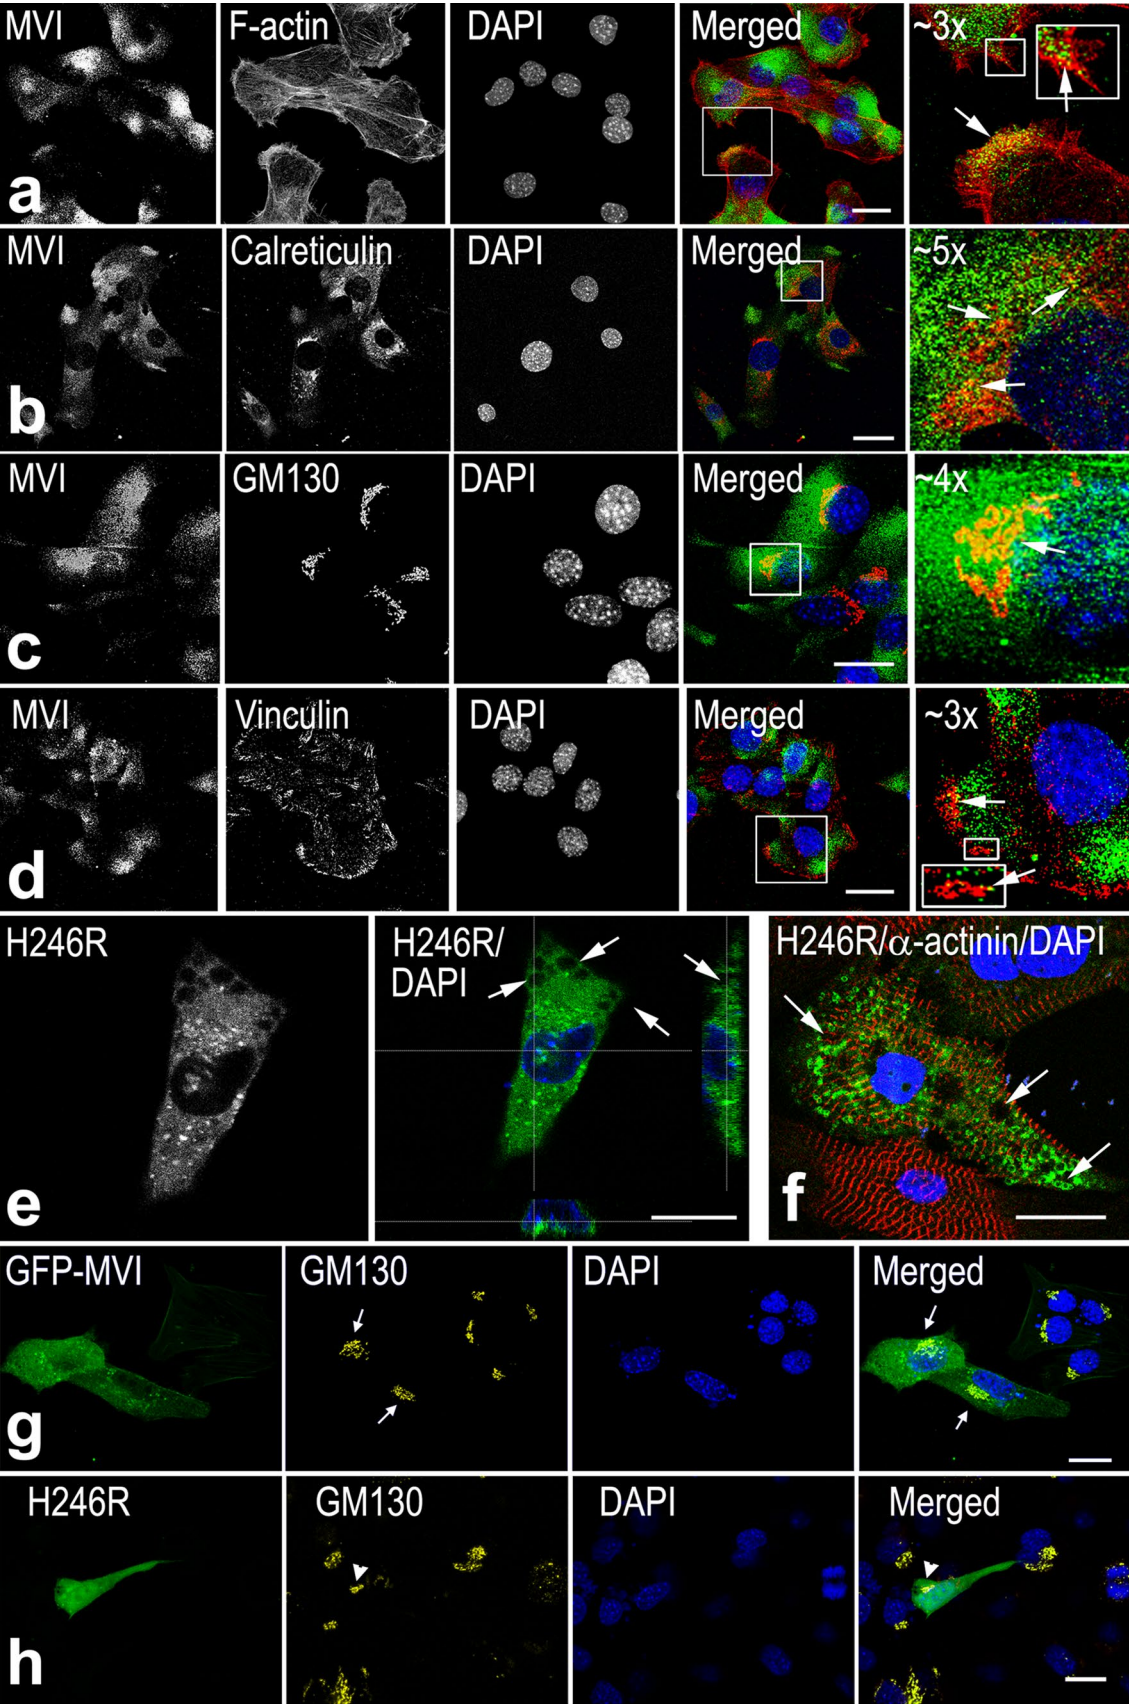 MVI F-actin DAPI Merged ~3x
a
MVI Calreticulin DAPI Merged ~5x
b
MVI GM130 DAPI Merged ~4x
c
MVI Vinculin DAPI Merged ~3x
d
H246R
e
H246R/
DAPI
H246R/α-actinin/DAPI
f
GFP-MVI GM130 DAPI Merged
g
H246R GM130 DAPI Merged
h